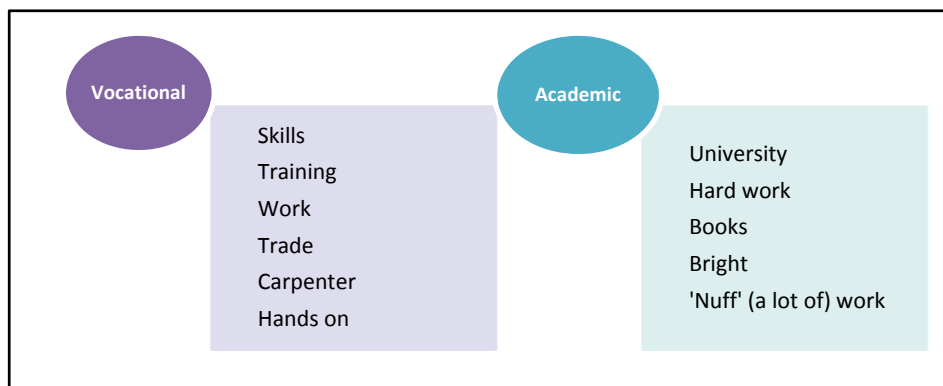 Vocational
Skills
Training
Work
Trade
Carpenter
Hands on
Academic
University
Hard work
Books
Bright
'Nuff' (a lot of) work